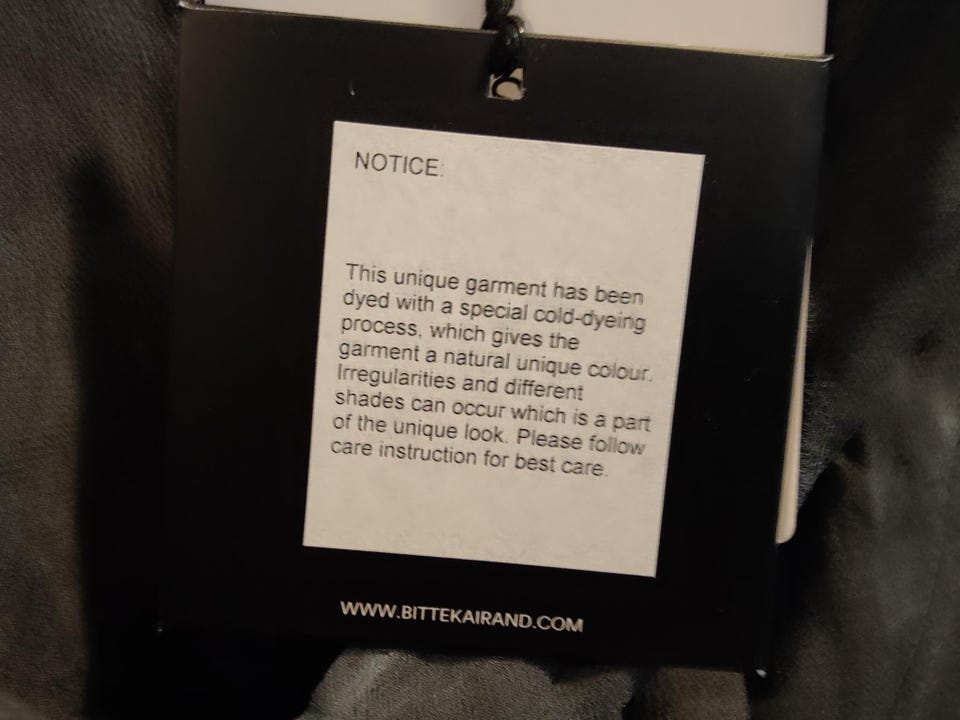 NOTICE:
This unique garment has been
dyed with a special cold-dyeing
process, which gives the
garment a natural unique colour.
Irregularities and different
shades can occur which is a part
of the unique look. Please follow
care instruction for best care.
WWW.BITTEKAIRAND.COM